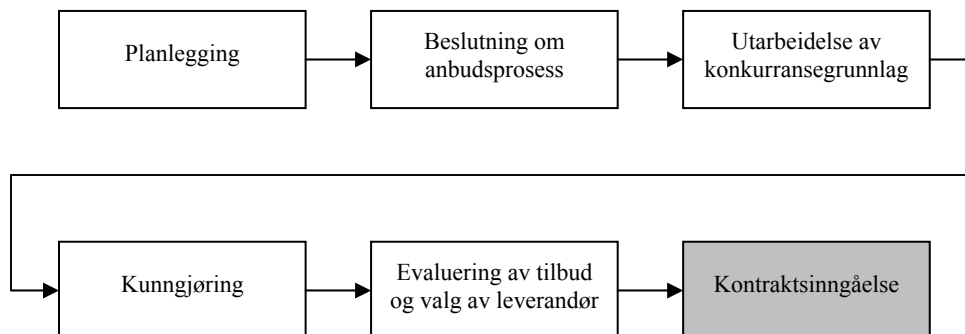 Planlegging
Beslutning om
anbudsprosess
Utarbeidelse av
konkurransegrunnlag
Kunngjøring
Evaluering av tilbud
og valg av leverandør
Kontraktsinngåelse